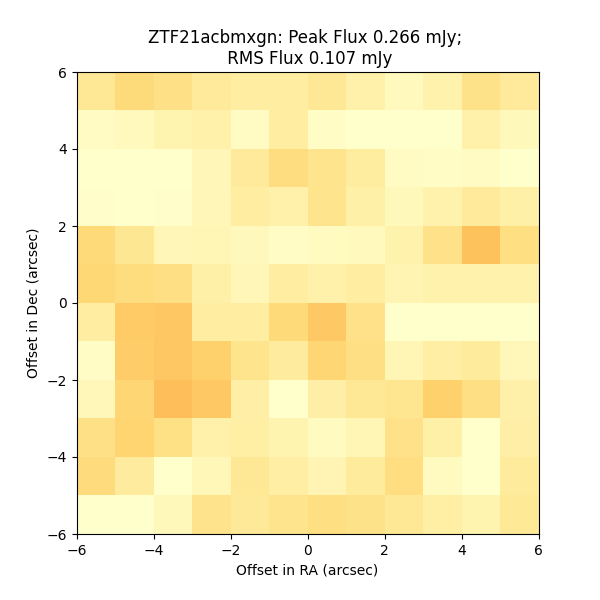 ZTF21acbmxgn: Peak Flux 0.266 mJy;
RMS Flux 0.107 mJy
6
4
2
0
−2
−4
−6
Offset in Dec (arcsec)
−6 −4 −2 0 2 4 6
Offset in RA (arcsec)